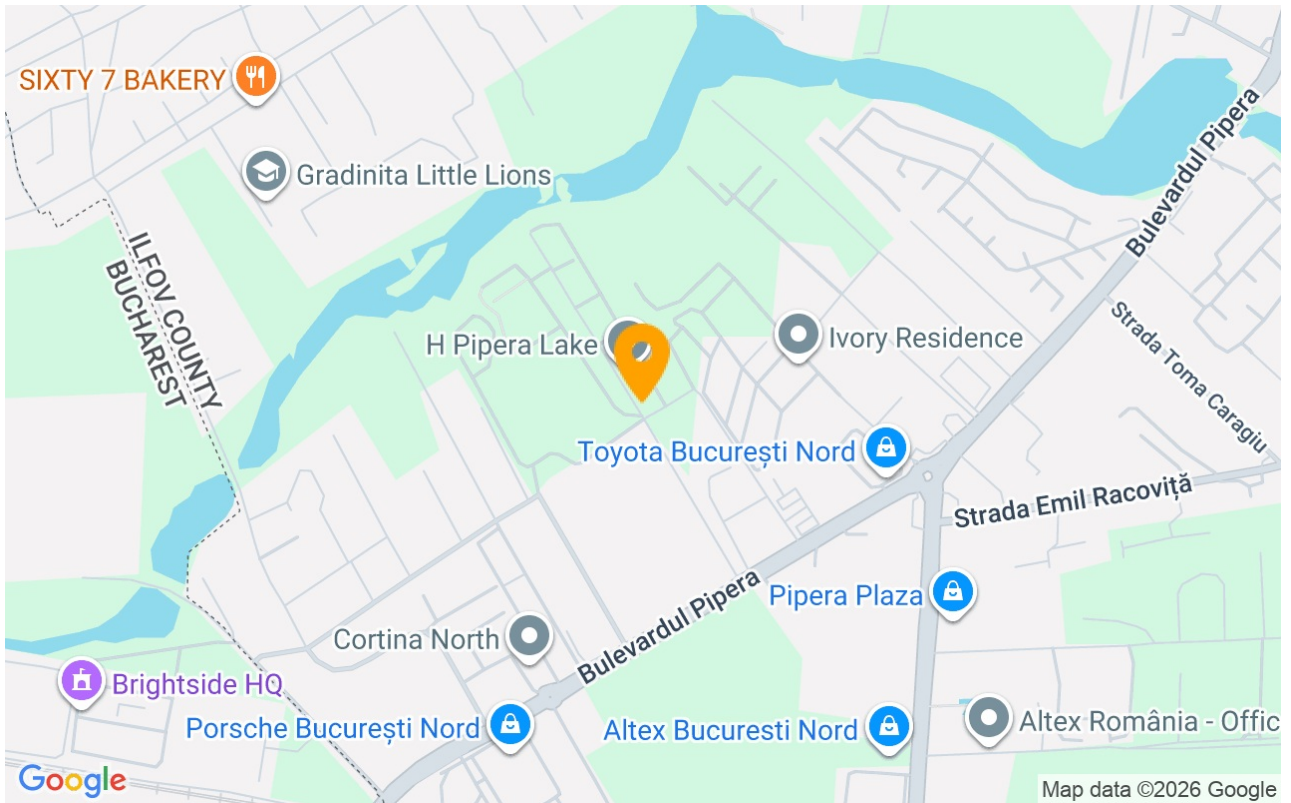 SIXTY 7 BAKERY
Gradinita Little Lions
Bulevardul Pipera
ILFOV COUNTY
BUCHAREST
H Pipera Lake
Ivory Residence
Strada Toma Caragiu
Toyota București Nord
Strada Emil Racoviță
Pipera Plaza
Bulevardul Pipera
Cortina North
Brightside HQ
Porsche București Nord
Altex Bucuresti Nord
Altex România - Offic
Google
Map data ©2026 Google